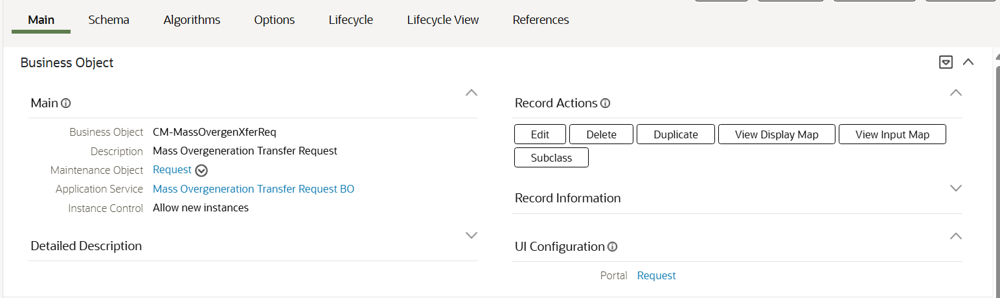 Main Schema Algorithms Options Lifecycle Lifecycle View References
Business Object
Main
Business Object CM-MassOvergenXferReq
Description Mass Overgeneration Transfer Request
Maintenance Object Request
Application Service Mass Overgeneration Transfer Request BO
Instance Control Allow new instances
Detailed Description
Record Actions
Edit Delete Duplicate View Display Map View Input Map
Subclass
Record Information
UI Configuration
Portal Request